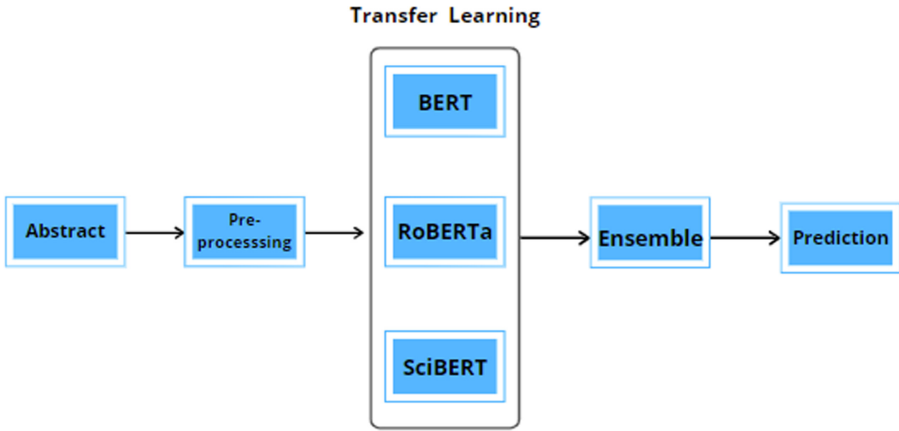 Transfer Learning
BERT
Abstract
Pre-
processsing
RoBERTa
Ensemble
Prediction
SciBERT